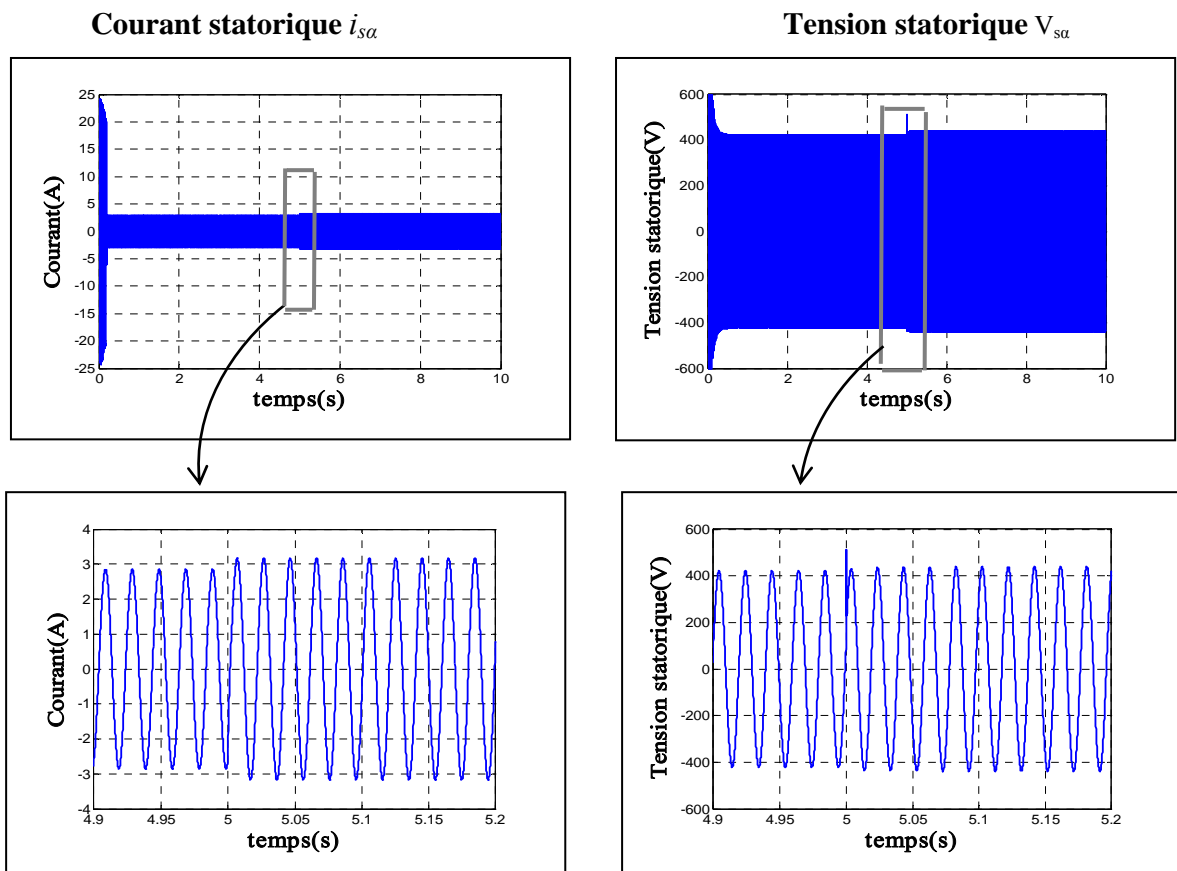 Courant statorique isα
Tension statorique Vsα
25
20
15
10
5
0
-5
-10
-15
-20
-25
Courant(A)
0 2 4 6 8 10
temps(s)
600
400
200
0
-200
-400
-600
Tension statorique(V)
0 2 4 6 8 10
temps(s)
4
3
2
1
0
-1
-2
-3
-4
Courant(A)
4.9 4.95 5 5.05 5.1 5.15 5.2
temps(s)
600
400
200
0
-200
-400
-600
Tension statorique(V)
4.9 4.95 5 5.05 5.1 5.15 5.2
temps(s)